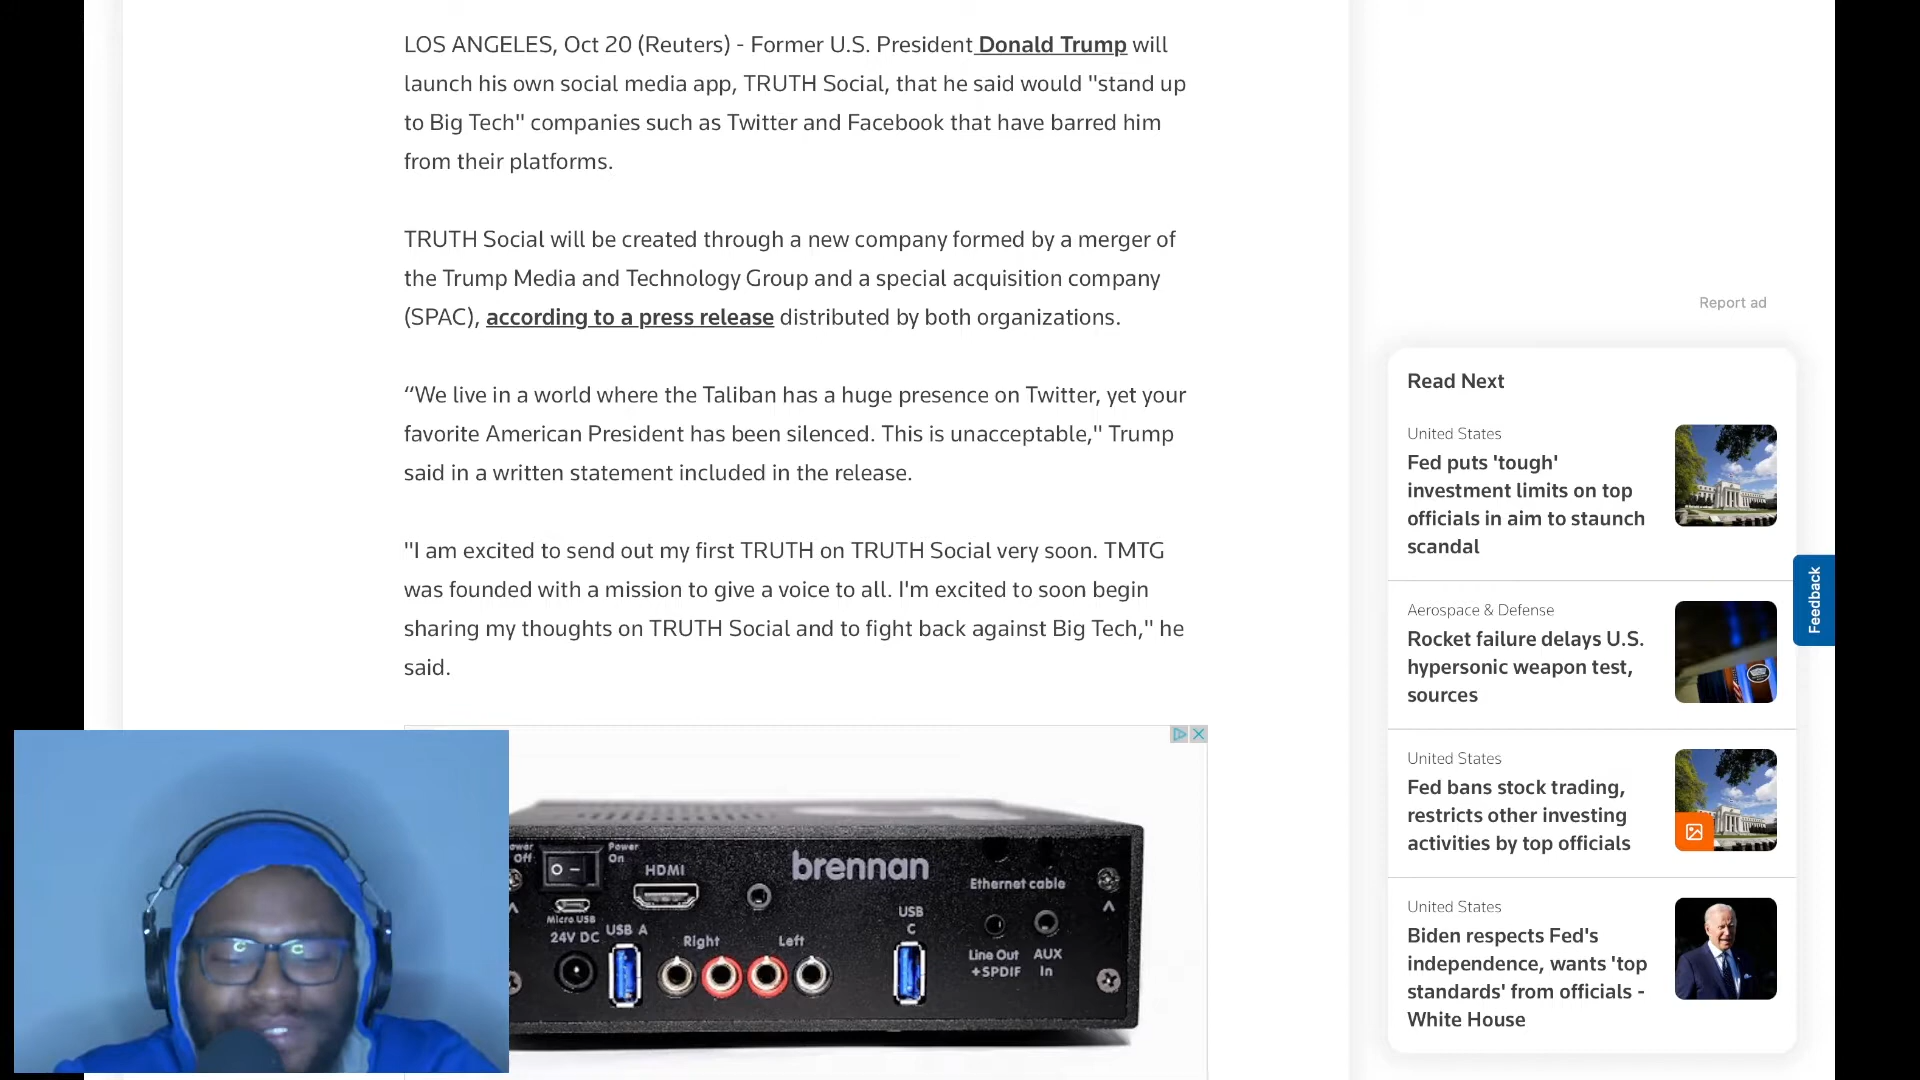 LOS ANGELES, Oct 20 (Reuters) - Former U.S. President Donald Trump will
launch his own social media app, TRUTH Social, that he said would "stand up
to Big Tech" companies such as Twitter and Facebook that have barred him
from their platforms.
TRUTH Social will be created through a new company formed by a merger of
the Trump Media and Technology Group and a special acquisition company
(SPAC), according to a press release distributed by both organizations.
“We live in a world where the Taliban has a huge presence on Twitter, yet your
favorite American President has been silenced. This is unacceptable," Trump
said in a written statement included in the release.
"I am excited to send out my first TRUTH on TRUTH Social very soon. TMTG
was founded with a mission to give a voice to all. I'm excited to soon begin
sharing my thoughts on TRUTH Social and to fight back against Big Tech," he
said.
Power
Off
Power
On
HDMI
brennan
Ethernet cable
Micro USB
24V DC
USB A
Right
Left
USB
C
Line Out
+SPDIF
AUX
In
Report ad
Read Next
United States
Fed puts 'tough'
investment limits on top
officials in aim to staunch
scandal
Aerospace & Defense
Rocket failure delays U.S.
hypersonic weapon test,
sources
United States
Fed bans stock trading,
restricts other investing
activities by top officials
United States
Biden respects Fed's
independence, wants 'top
standards' from officials -
White House
Feedback